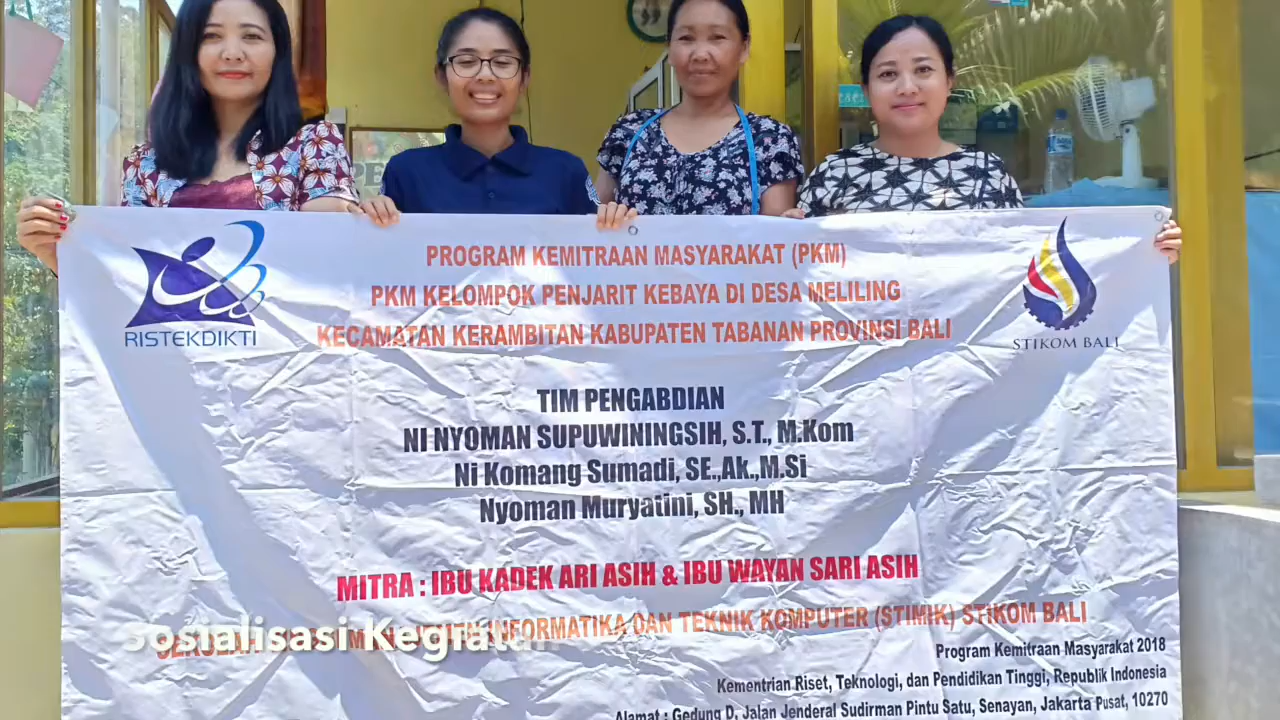 RISTEKDIKTI
PROGRAM KEMITRAAN MASYARAKAT (PKM)
PKM KELOMPOK PENJARIT KEBAYA DI DESA MELILING
KECAMATAN KERAMBITAN KABUPATEN TABANAN PROVINSI BALI
STIKOM BALI
TIM PENGABDIAN
NI NYOMAN SUPUWININGSIH, S.T., M.Kom
Ni Komang Sumadi, SE.,Ak.,M.Si
Nyoman Muryatini, SH., MH
MITRA : IBU KADEK ARI ASIH & IBU WAYAN SARI ASIH
INFORMATIKA DAN TEKNIK KOMPUTER (STIMIK) STIKOM BALI
Sosialisasi Kegiatan
Program Kemitraan Masyarakat 2018
Kementrian Riset, Teknologi, dan Pendidikan Tinggi, Republik Indonesia
Alamat : Gedung D, Jalan Jenderal Sudirman Pintu Satu, Senayan, Jakarta Pusat, 10270